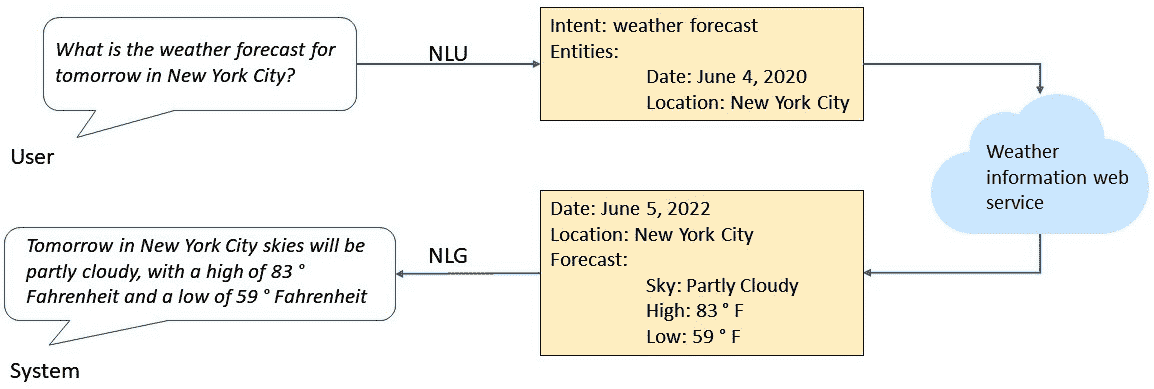 What is the weather forecast for
tomorrow in New York City?
NLU
Intent: weather forecast
Entities:
Date: June 4, 2020
Location: New York City
User
Weather
information web
service
Date: June 5, 2022
Location: New York City
Forecast:
Sky: Partly Cloudy
High: 83 ° F
Low: 59 ° F
NLG
Tomorrow in New York City skies will be
partly cloudy, with a high of 83 °
Fahrenheit and a low of 59 ° Fahrenheit
System